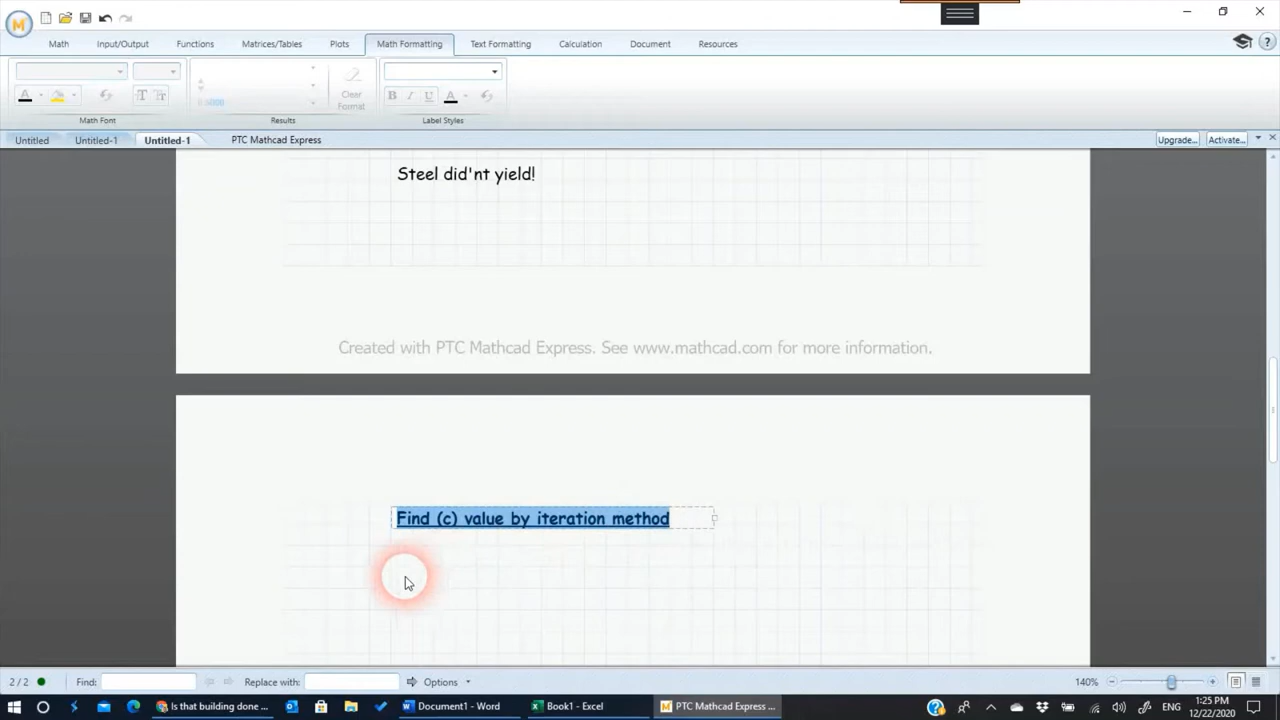 Math Input/Output Functions Matrices/Tables Plots Math Formatting Text Formatting Calculation Document Resources
Clear
Format
B I U
Math Font Results Label Styles
Untitled Untitled-1 Untitled-1 PTC Mathcad Express Upgrade... Activate...
Steel did'nt yield!
Created with PTC Mathcad Express. See www.mathcad.com for more information.
Find (c) value by iteration method
2 / 2 Find: Replace with: Options 140%
Is that building done ... Document1 - Word Book1 - Excel PTC Mathcad Express ... ENG 1:25 PM
12/22/2020